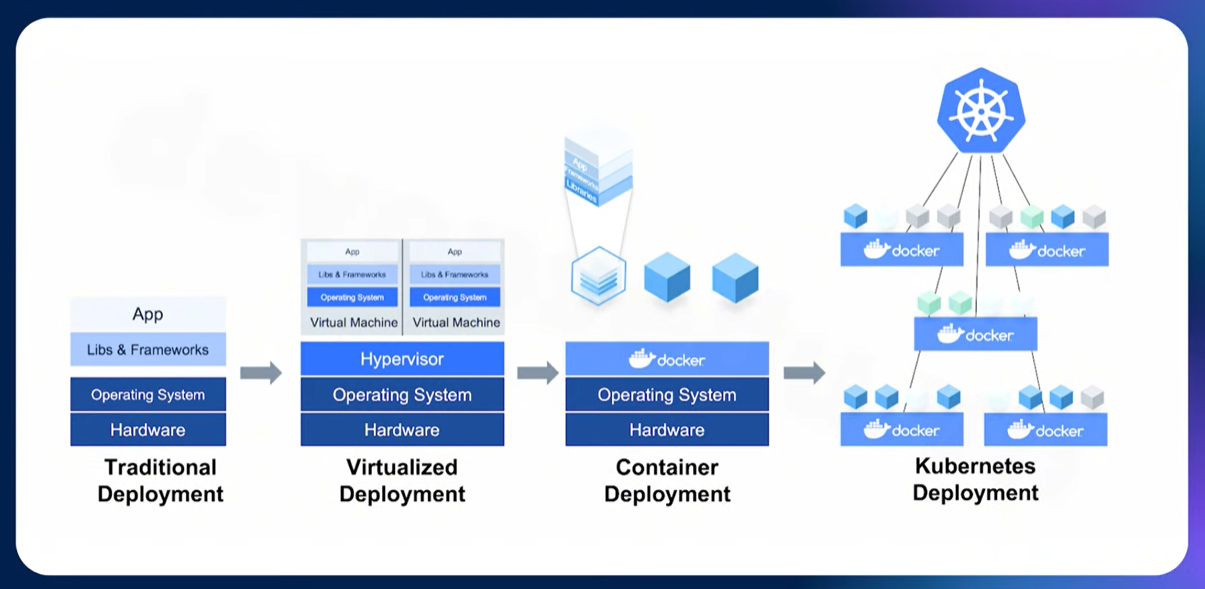 App
Libs & Frameworks
Operating System
Hardware
Traditional
Deployment
App
Libs & Frameworks
Operating System
Virtual Machine
App
Libs & Frameworks
Operating System
Virtual Machine
Hypervisor
Operating System
Hardware
Virtualized
Deployment
App
Frameworks
Libraries
docker
Operating System
Hardware
Container
Deployment
docker
docker
docker
docker
docker
Kubernetes
Deployment